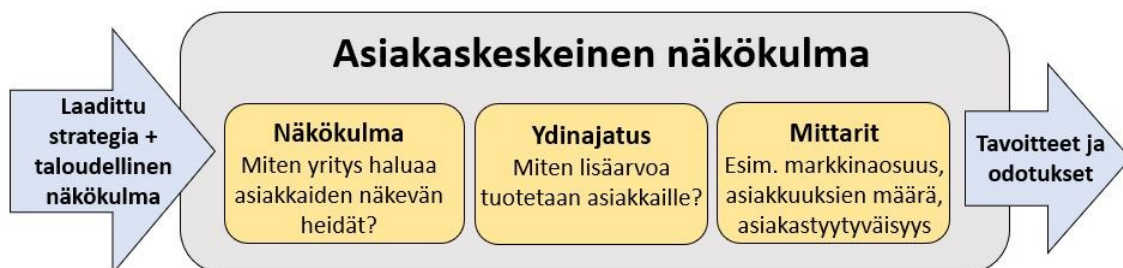 Asiakaskeskeinen näkökulma
Laadittu
strategia +
taloudellinen
näkökulma
Näkökulma
Miten yritys haluaa
asiakkaiden näkevän
heidät?
Ydinajatus
Miten lisäarvoa
tuotetaan asiakkaille?
Mittarit
Esim. markkinaosuus,
asiakkuuksien määrä,
asiakastyytyväisyys
Tavoitteet ja
odotukset